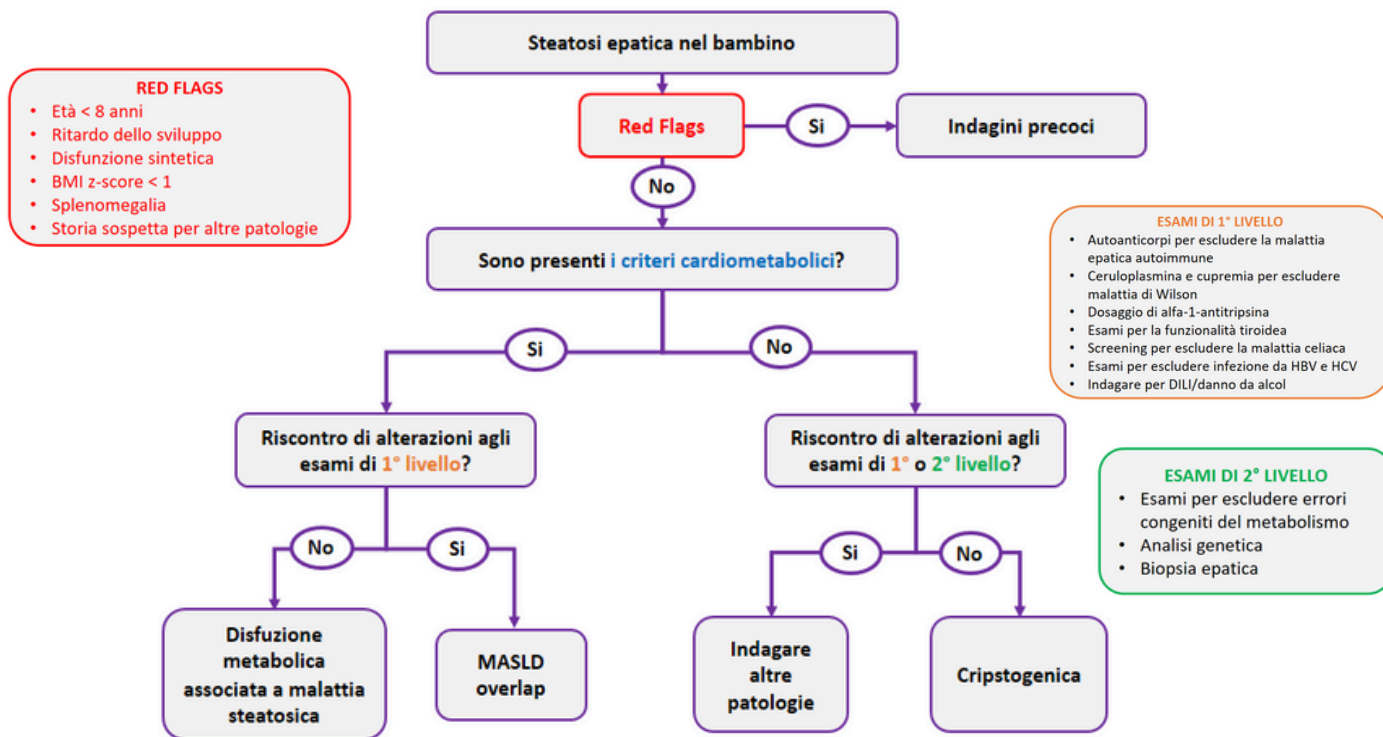 Steatosi epatica nel bambino
RED FLAGS
• Età < 8 anni
• Ritardo dello sviluppo
• Disfunzione sintetica
• BMI z-score < 1
• Splenomegalia
• Storia sospetta per altre patologie
Red Flags
Si
Indagini precoci
No
Sono presenti i criteri cardiometabolici?
ESAMI DI 1° LIVELLO
• Autoanticorpi per escludere la malattia
epatica autoimmune
• Ceruloplasmina e cupremia per escludere
malattia di Wilson
• Dosaggio di alfa-1-antitripsina
• Esami per la funzionalità tiroidea
• Screening per escludere la malattia celiaca
• Esami per escludere infezione da HBV e HCV
• Indagare per DILI/danno da alcol
Si
No
Riscontro di alterazioni agli
esami di 1° livello?
Riscontro di alterazioni agli
esami di 1° o 2° livello?
ESAMI DI 2° LIVELLO
• Esami per escludere errori
congeniti del metabolismo
• Analisi genetica
• Biopsia epatica
No
Si
Si
No
Disfuzione
metabolica
associata a malattia
steatosica
MASLD
overlap
Indagare
altre
patologie
Cripstogenica